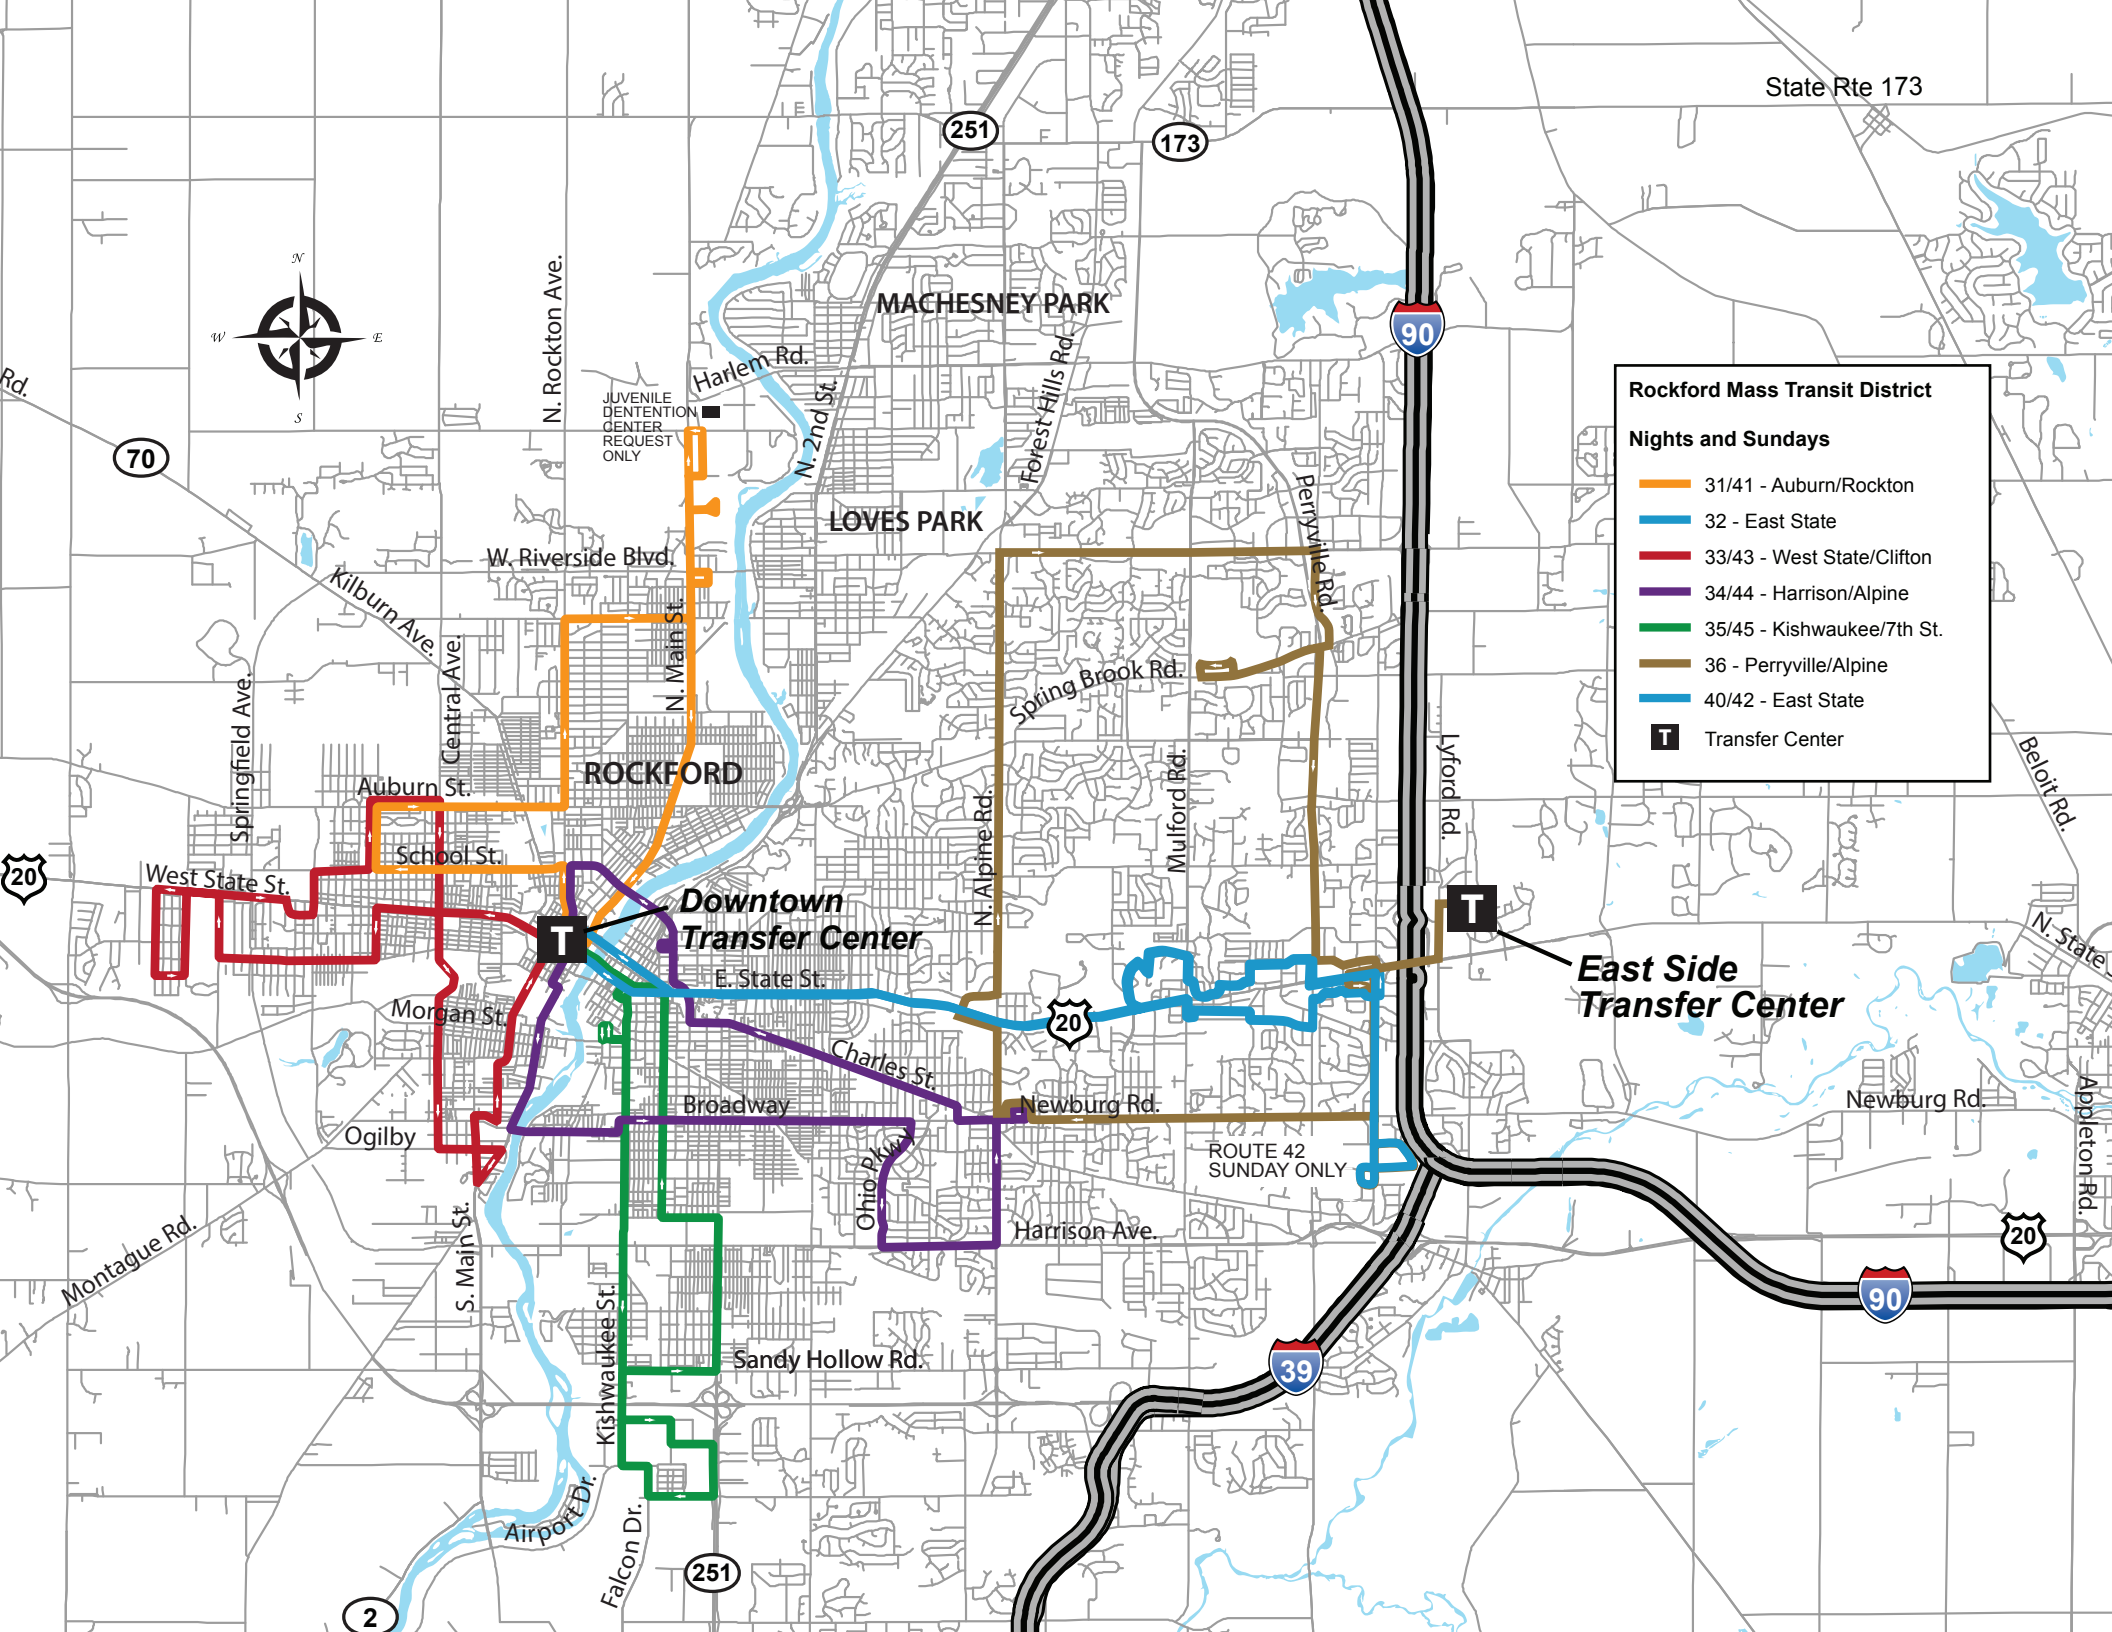 State Rte 173
251
173
N
W
E
S
N. Rockton Ave.
MACHESNEY PARK
90
Harlem Rd.
Forest Hills Rd.
Rd.
JUVENILE
DENTENTION
CENTER
REQUEST
ONLY
N. 2nd St.
70
Rockford Mass Transit District
Nights and Sundays
31/41 - Auburn/Rockton
32 - East State
33/43 - West State/Clifton
34/44 - Harrison/Alpine
35/45 - Kishwaukee/7th St.
36 - Perryville/Alpine
40/42 - East State
T Transfer Center
LOVES PARK
Perryville Rd.
W. Riverside Blvd.
Kilburn Ave.
N. Main St.
Central Ave.
Springfield Ave.
Spring Brook Rd.
Mulford Rd.
Lyford Rd.
Beloit Rd.
ROCKFORD
Auburn St.
N. Alpine Rd.
School St.
20
West State St.
T
Downtown
Transfer Center
T
East Side
Transfer Center
N. State S
E. State St.
20
Morgan St.
Charles St.
Broadway
Newburg Rd.
Newburg Rd.
Appleton Rd.
Ogilby
Ohio Pkwy
ROUTE 42
SUNDAY ONLY
Harrison Ave.
20
Montague Rd.
S. Main St.
90
Kishwaukee St.
Sandy Hollow Rd.
39
Airport Dr.
Falcon Dr.
251
2